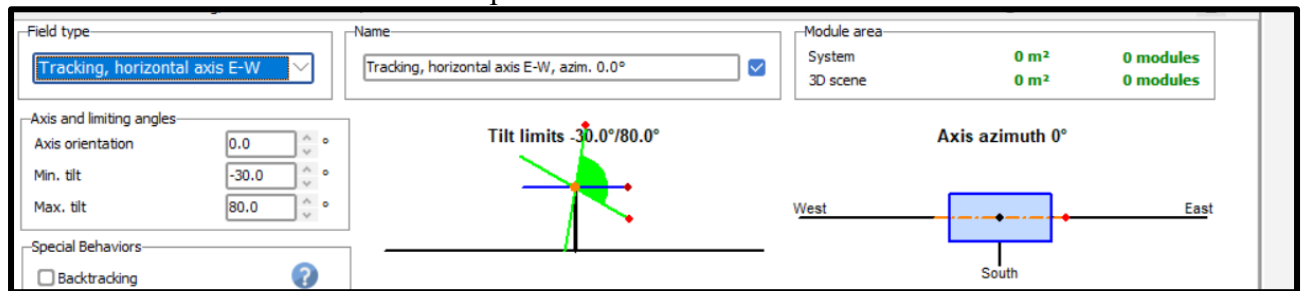 Field type
Name
Module area
Tracking, horizontal axis E-W
Tracking, horizontal axis E-W, azim. 0.0°
System 0 m² 0 modules
3D scene 0 m² 0 modules
Axis and limiting angles
Axis orientation 0.0 °
Min. tilt -30.0 °
Max. tilt 80.0 °
Tilt limits -30.0°/80.0°
Axis azimuth 0°
West East
South
Special Behaviors
Backtracking ?